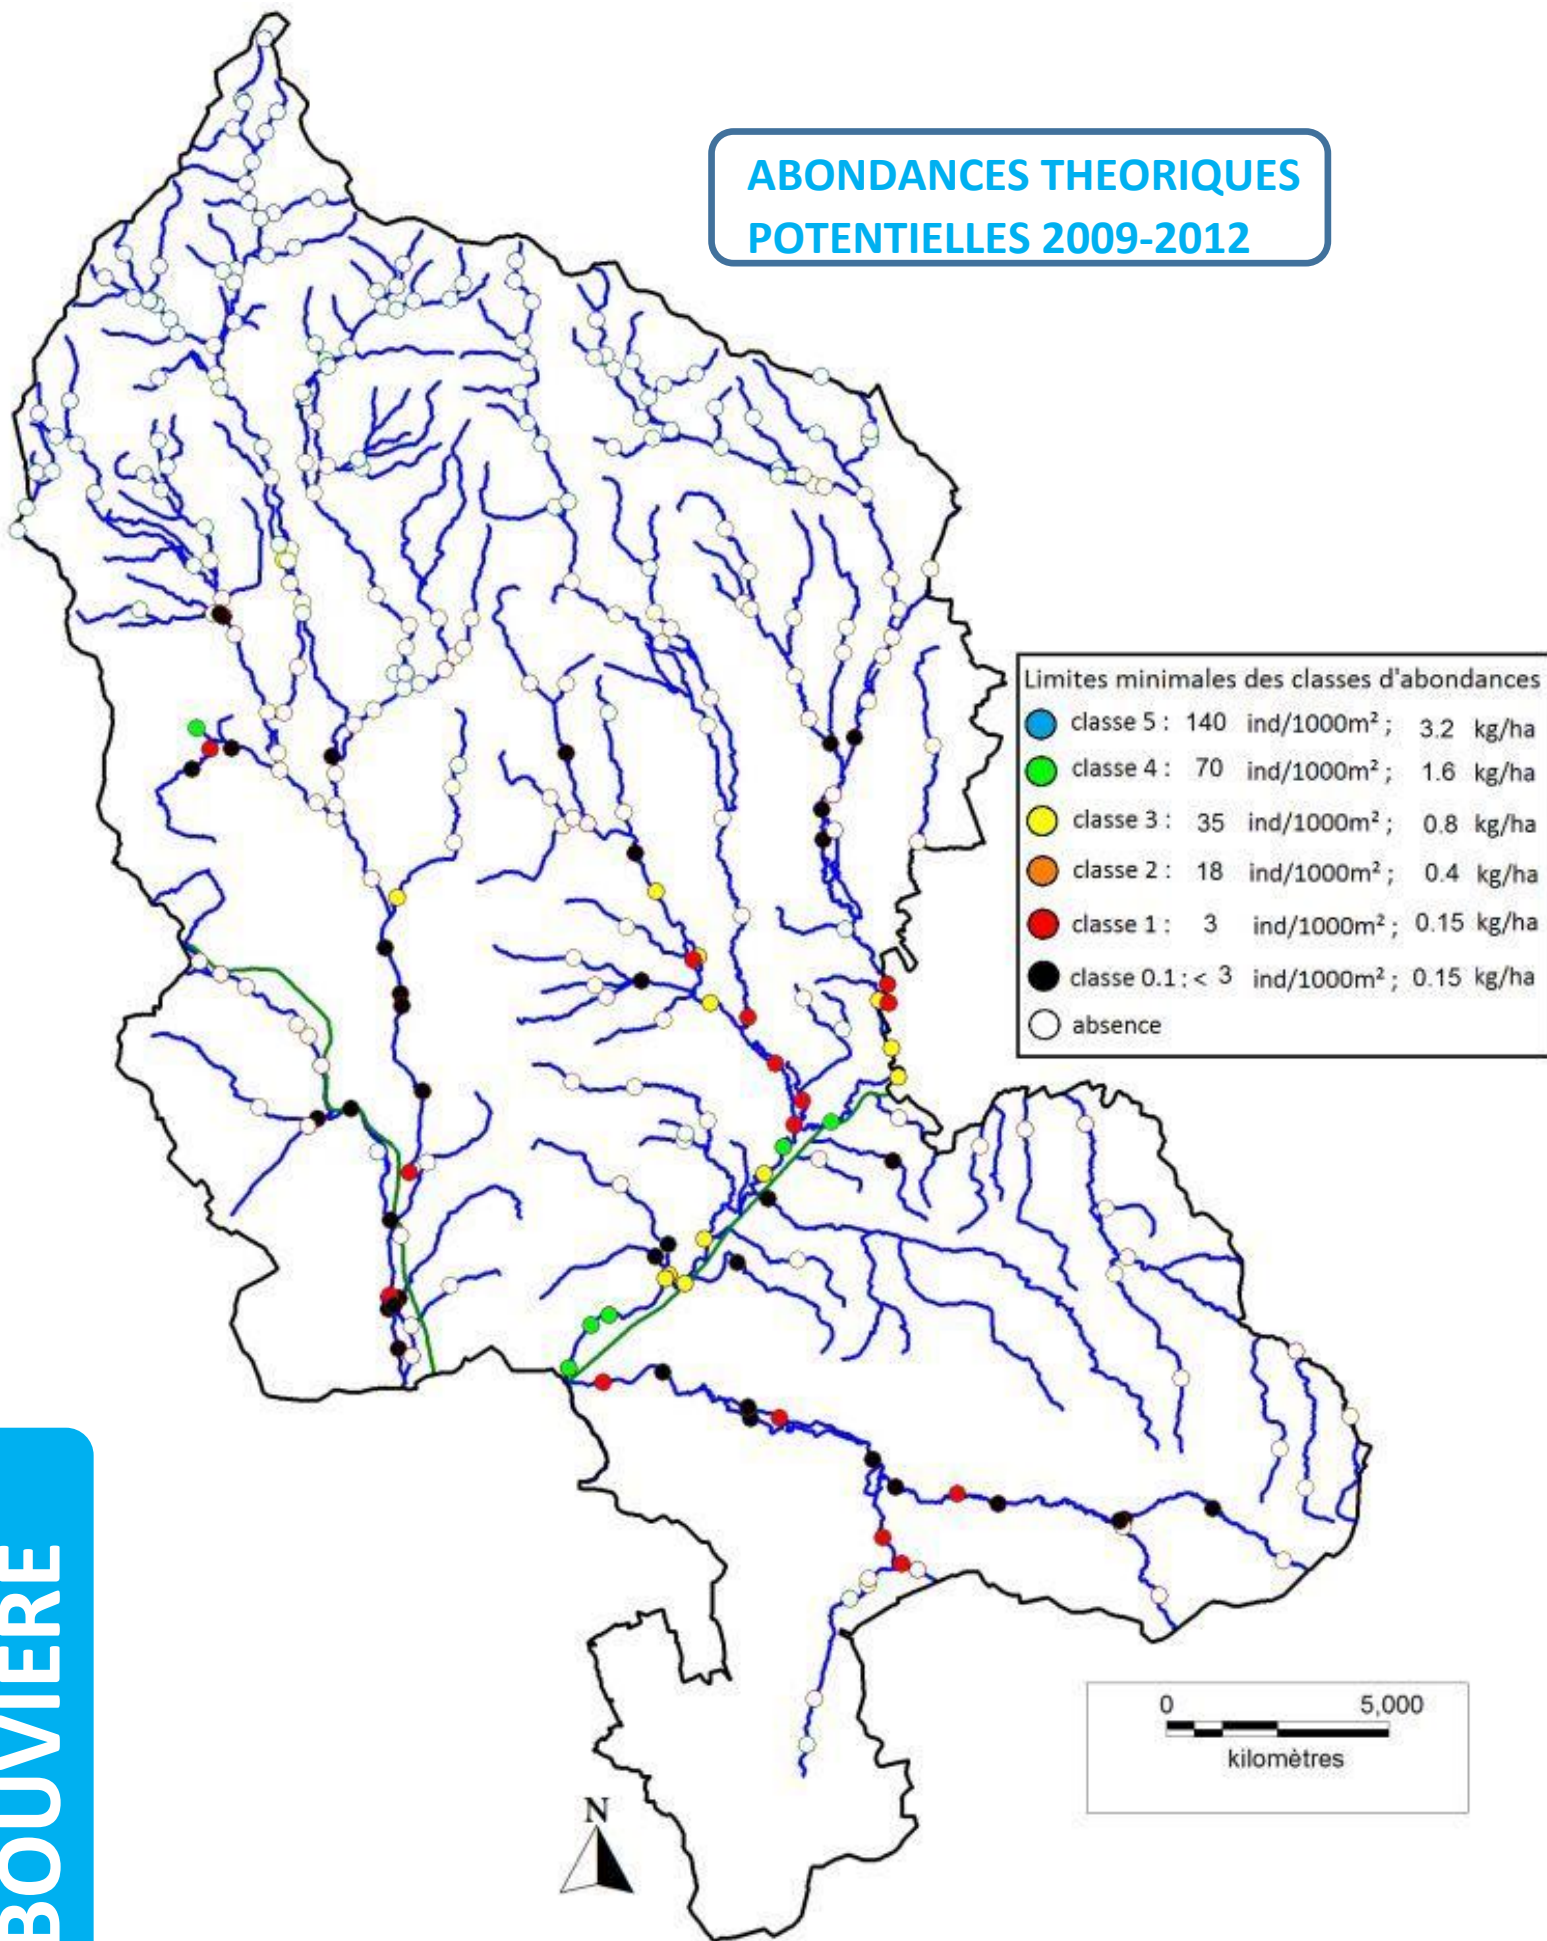 ABONDANCES THEORIQUES
POTENTIELLES 2009-2012
Limites minimales des classes d'abondances
classe 5 : 140 ind/1000m² ; 3.2 kg/ha
classe 4 : 70 ind/1000m² ; 1.6 kg/ha
classe 3 : 35 ind/1000m² ; 0.8 kg/ha
classe 2 : 18 ind/1000m² ; 0.4 kg/ha
classe 1 : 3 ind/1000m² ; 0.15 kg/ha
classe 0.1 : < 3 ind/1000m² ; 0.15 kg/ha
absence
0 5,000
kilomètres
N
BOUVIERE